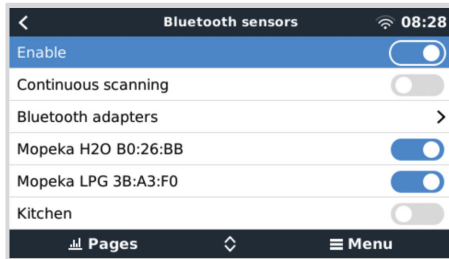 Bluetooth sensors 08:28
Enable
Continuous scanning
Bluetooth adapters
Mopeka H2O B0:26:BB
Mopeka LPG 3B:A3:F0
Kitchen
Pages Menu